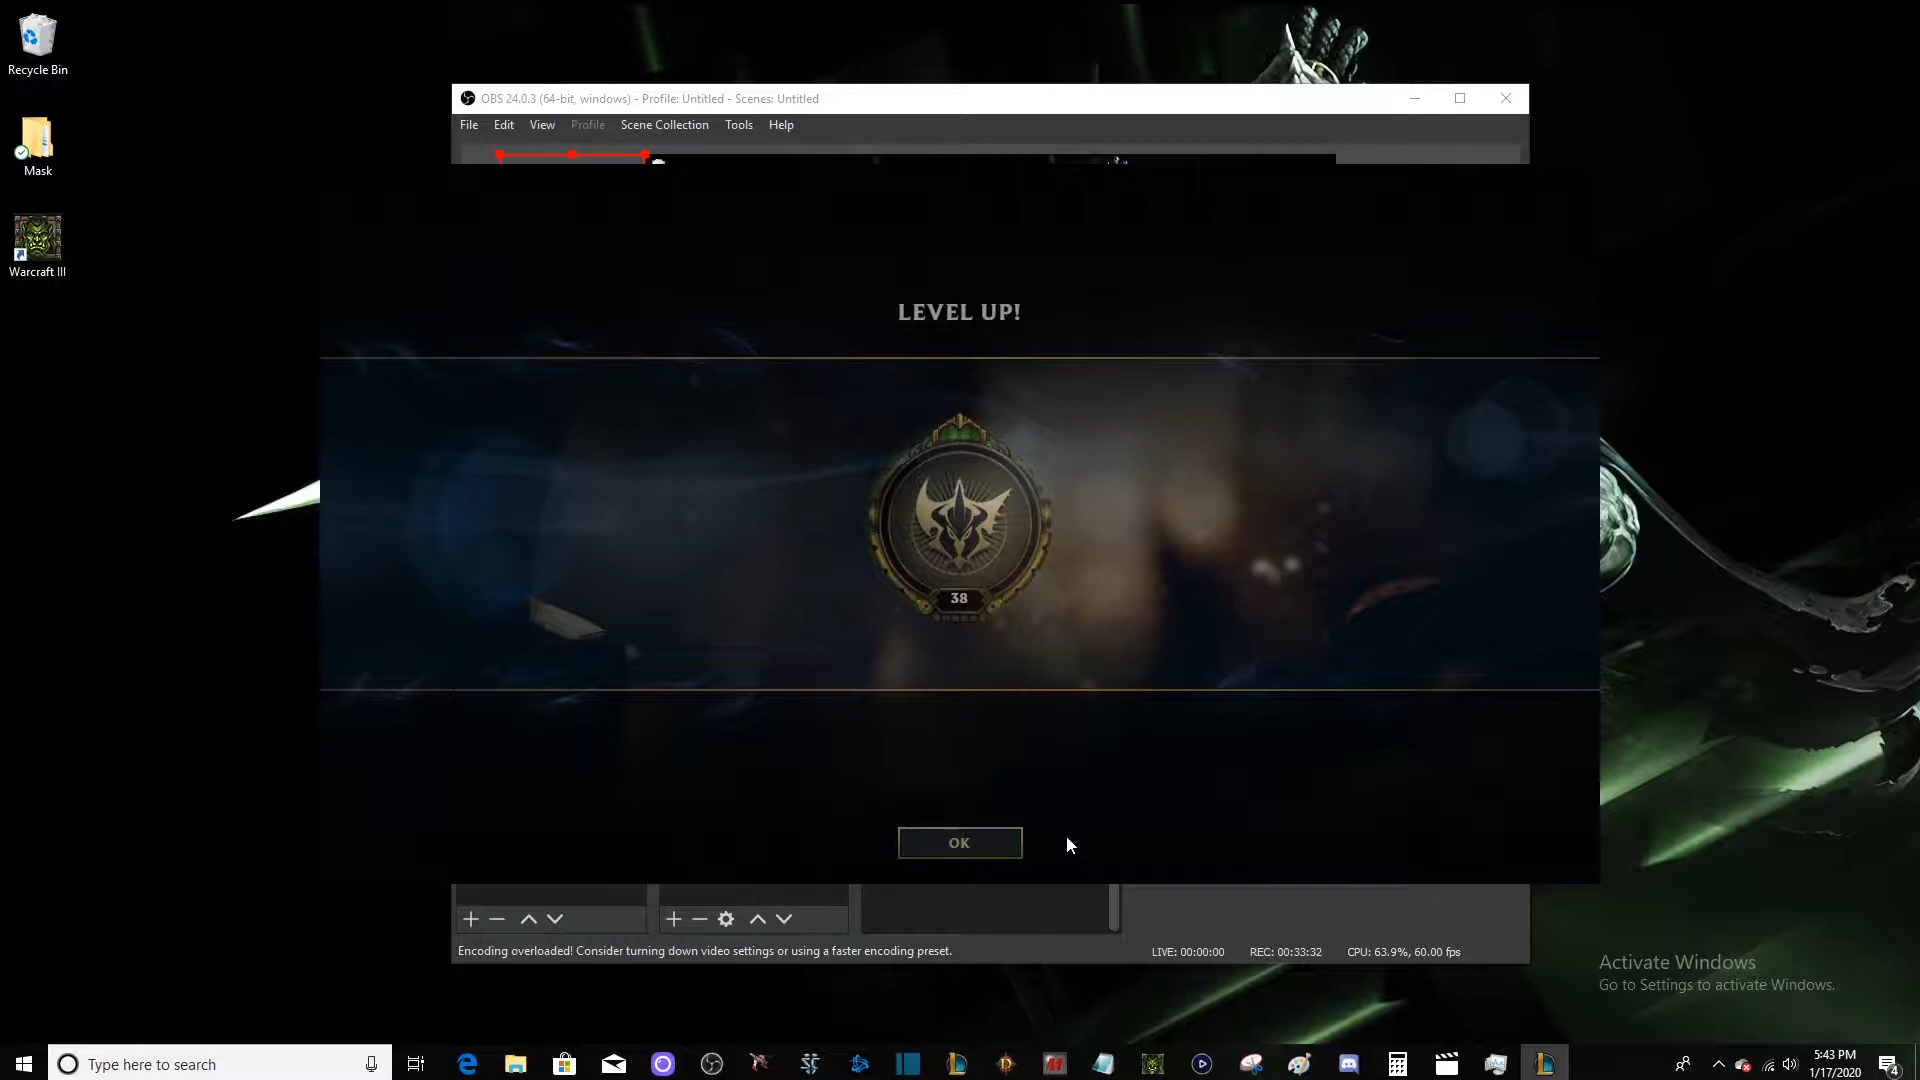 Recycle Bin
Mask
Warcraft III
OBS 24.0.3 (64-bit, windows) - Profile: Untitled - Scenes: Untitled
File Edit View Profile Scene Collection Tools Help
LEVEL UP!
38
OK
Encoding overloaded! Consider turning down video settings or using a faster encoding preset.
LIVE: 00:00:00 REC: 00:33:32 CPU: 63.9%, 60.00 fps
Activate Windows
Go to Settings to activate Windows.
Type here to search
5:43 PM
1/17/2020
4